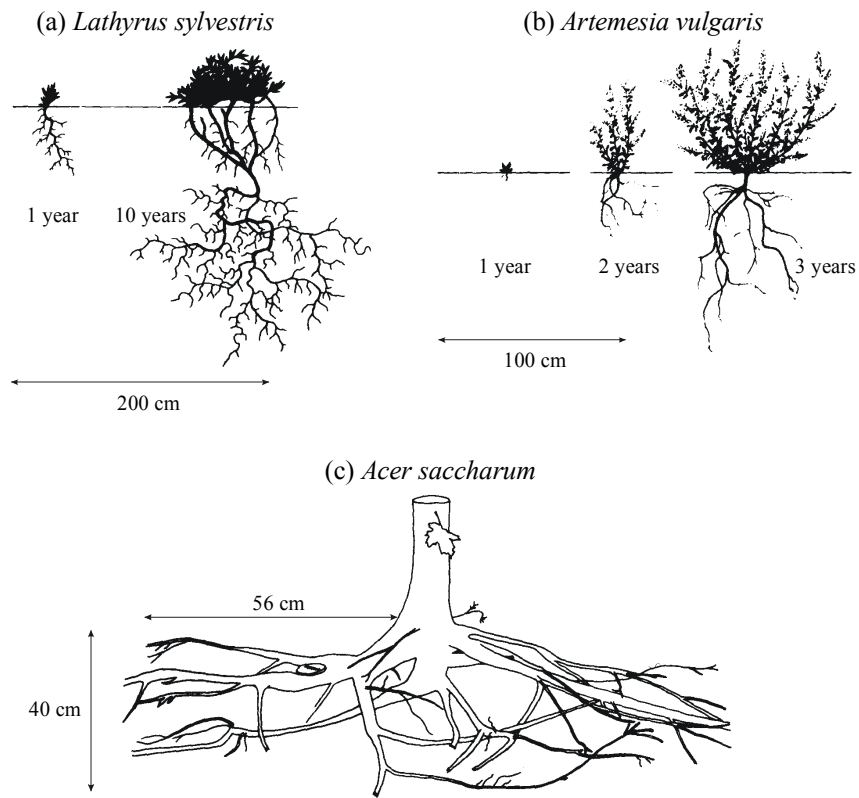 (a) Lathyrus sylvestris
1 year
10 years
200 cm
(b) Artemesia vulgaris
1 year
2 years
3 years
100 cm
(c) Acer saccharum
56 cm
40 cm